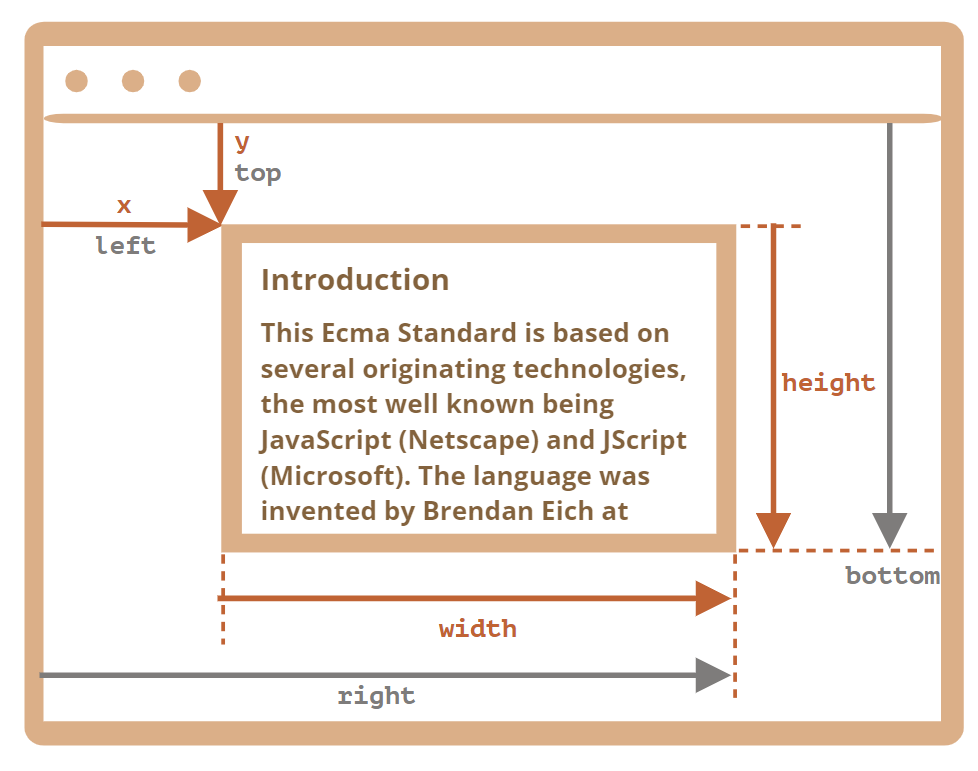 y
top
x
left
Introduction
This Ecma Standard is based on
several originating technologies,
the most well known being
JavaScript (Netscape) and JScript
(Microsoft). The language was
invented by Brendan Eich at
height
bottom
width
right